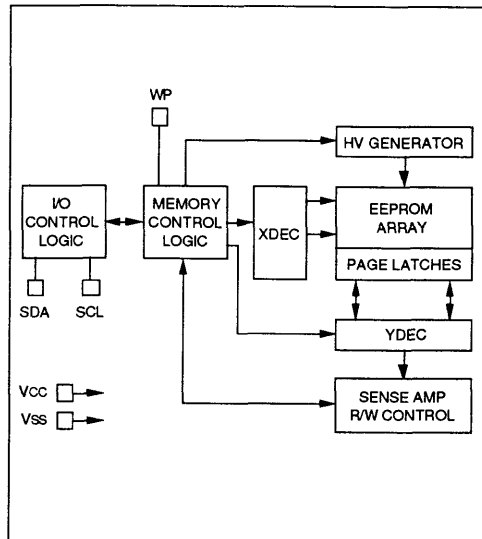 WP
HV GENERATOR
I/O
CONTROL
LOGIC
MEMORY
CONTROL
LOGIC
XDEC
EEPROM
ARRAY
PAGE LATCHES
SDA
SCL
YDEC
VCC
VSS
SENSE AMP
R/W CONTROL